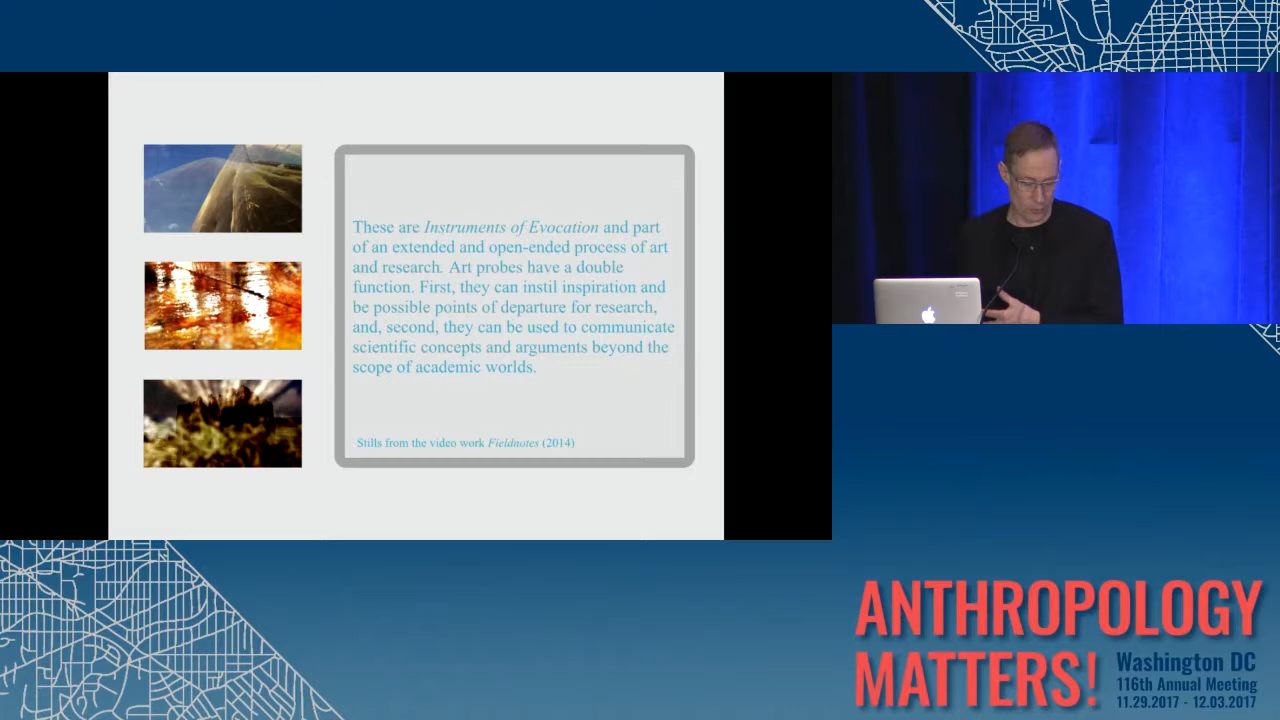 These are Instruments of Evocation and part
of an extended and open-ended process of art
and research. Art probes have a double
function. First, they can instil inspiration and
be possible points of departure for research,
and, second, they can be used to communicate
scientific concepts and arguments beyond the
scope of academic worlds.
Stills from the video work Fieldnotes (2014)
ANTHROPOLOGY
MATTERS!
Washington DC
116th Annual Meeting
11.29.2017 - 12.03.2017